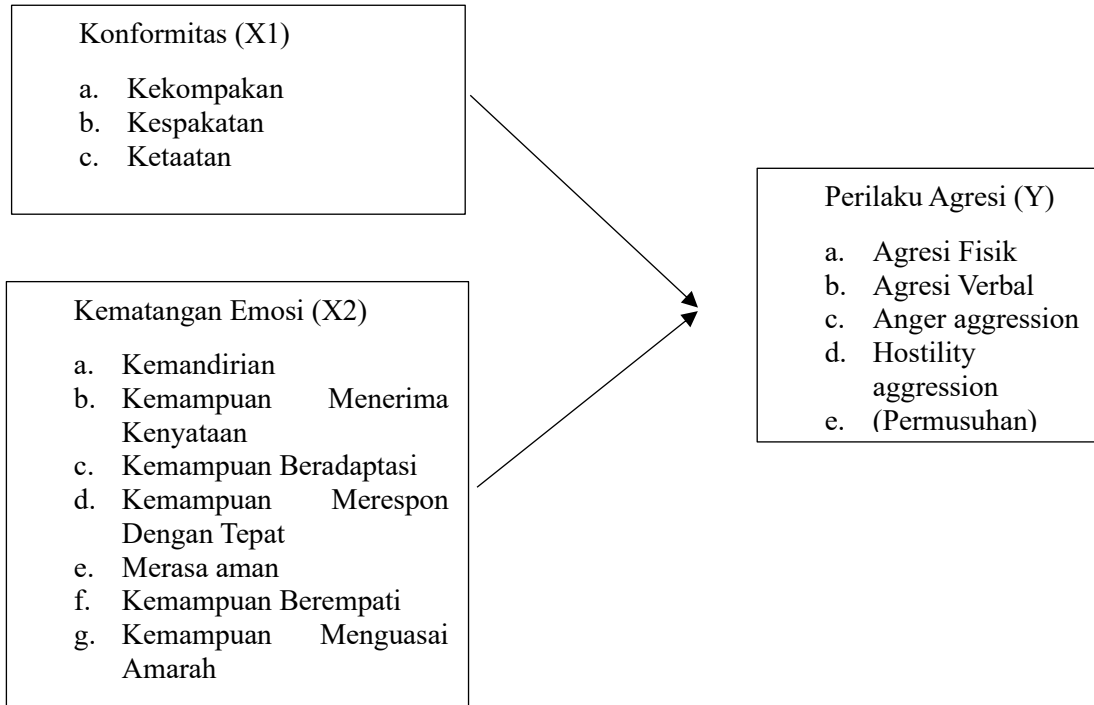 Konformitas (X1)
a. Kekompakan
b. Kespakatan
c. Ketaatan
Kematangan Emosi (X2)
a. Kemandirian
b. Kemampuan Menerima
Kenyataan
c. Kemampuan Beradaptasi
d. Kemampuan Merespon
Dengan Tepat
e. Merasa aman
f. Kemampuan Berempati
g. Kemampuan Menguasai
Amarah
Perilaku Agresi (Y)
a. Agresi Fisik
b. Agresi Verbal
c. Anger aggression
d. Hostility
aggression
e. (Permusuhan)